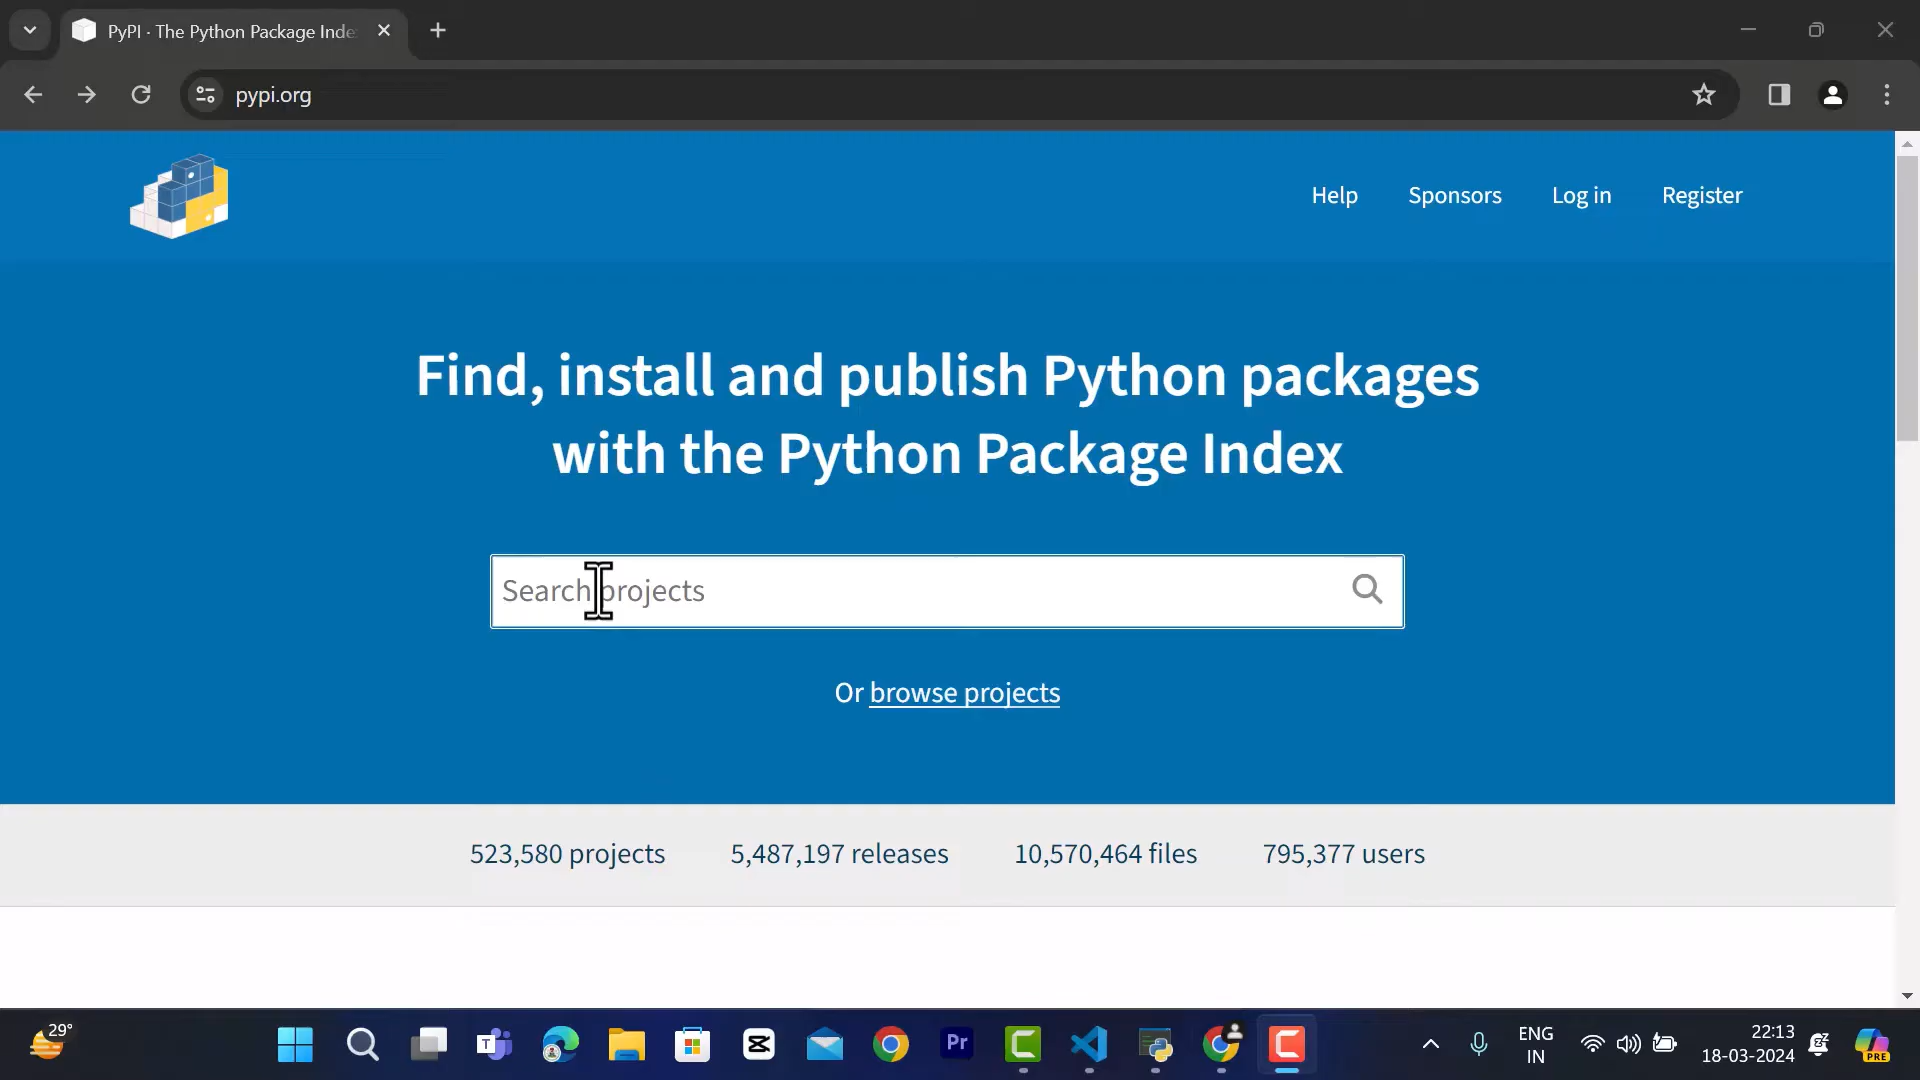 PyPI · The Python Package Inde
pypi.org
Help
Sponsors
Log in
Register
Find, install and publish Python packages
with the Python Package Index
Search projects
Or browse projects
523,580 projects
5,487,197 releases
10,570,464 files
795,377 users
29°
T
Pr
ENG
IN
22:13
18-03-2024
PRE